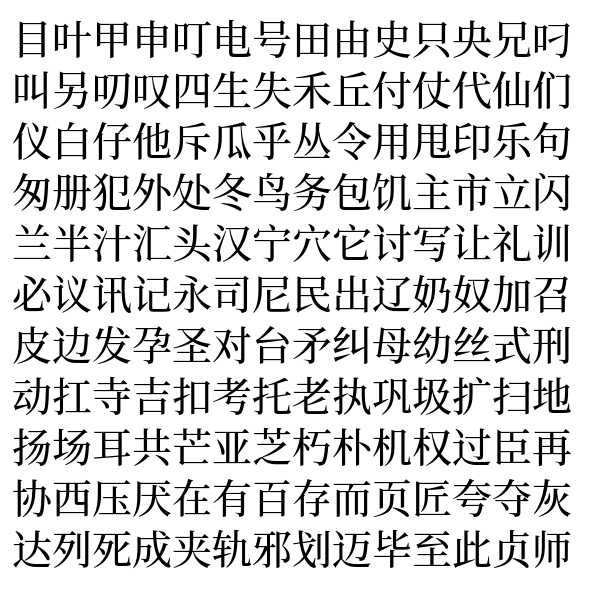 目叶甲申叮电号田由史只央兄叼
叫另叨叹四生失禾丘付仗代仙们
仪白仔他斥瓜乎丛令用甩印乐句
匆册犯外处冬鸟务包饥主市立闪
兰半汁汇头汉宁穴它讨写让礼训
必议讯记永司尼民出辽奶奴加召
皮边发孕圣对台矛纠母幼丝式刑
动扛寺吉扣考托老执巩圾扩扫地
扬场耳共芒亚芝朽朴机权过臣再
协西压厌在有百存而页匠夸夺灰
达列死成夹轨邪划迈毕至此贞师